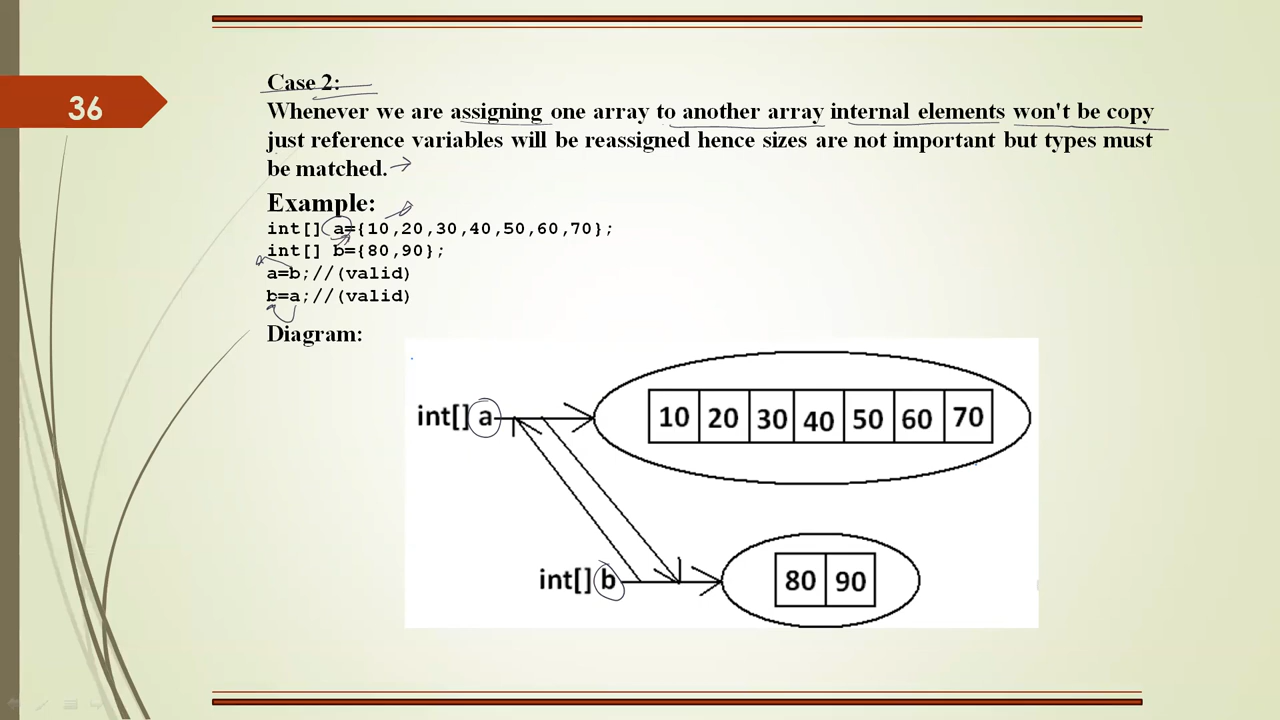 36
Case 2:
Whenever we are assigning one array to another array internal elements won't be copy
just reference variables will be reassigned hence sizes are not important but types must
be matched.
Example:
int[] a={10,20,30,40,50,60,70};
int[] b={80,90};
a=b;//(valid)
b=a;//(valid)
Diagram:
int[] a
10 20 30 40 50 60 70
int[] b
80 90